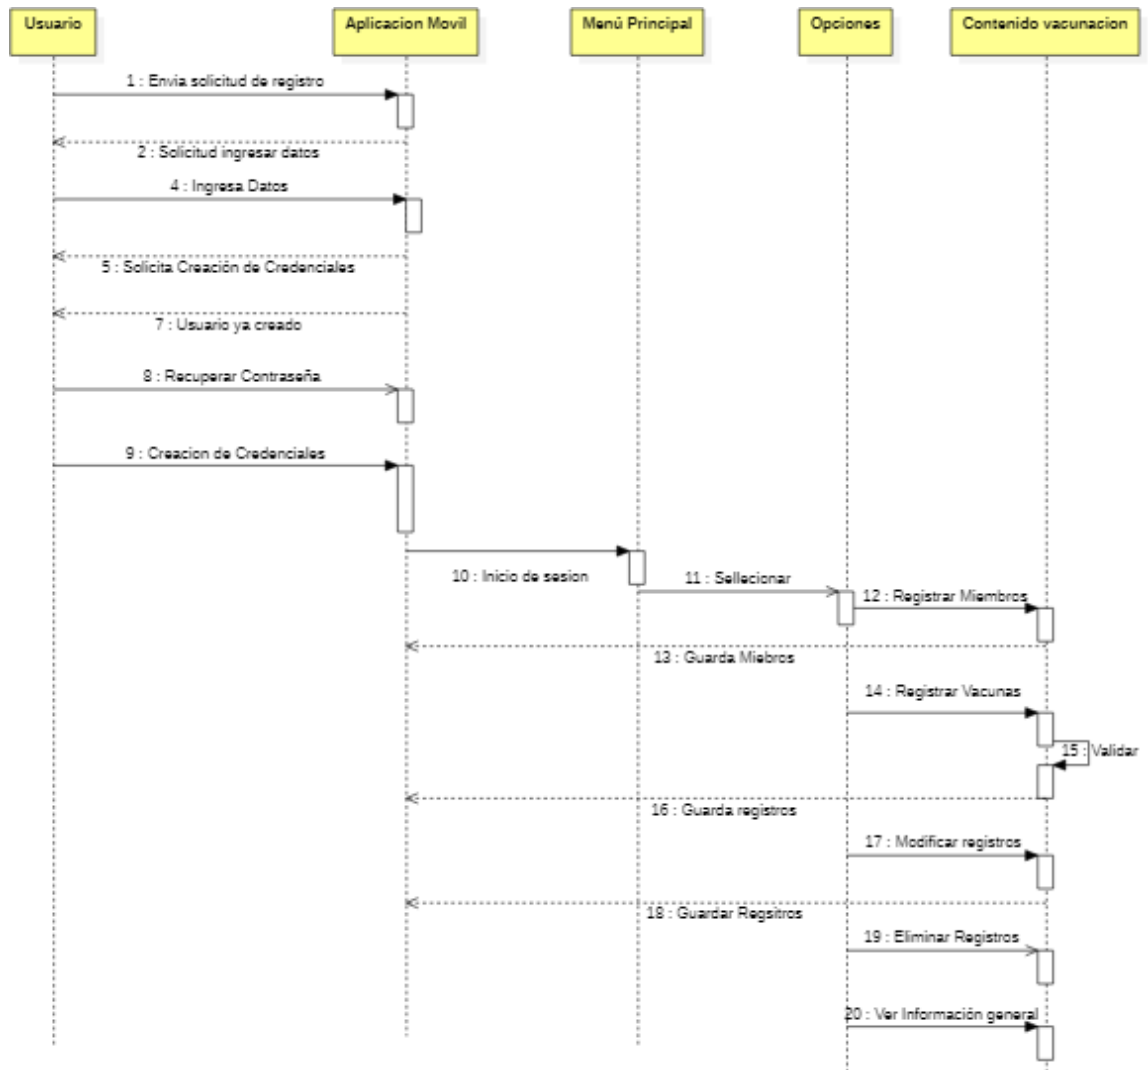 Usuario
Aplicacion Movil
Menú Principal
Opciones
Contenido vacunacion
1 : Envia solicitud de registro
2 : Solicitud ingresar datos
4 : Ingresa Datos
5 : Solicita Creación de Credenciales
7 : Usuario ya creado
8 : Recuperar Contraseña
9 : Creacion de Credenciales
10 : Inicio de sesion
11 : Sellecionar
12 : Registrar Miembros
13 : Guarda Miebros
14 : Registrar Vacunas
15 : Validar
16 : Guarda registros
17 : Modificar registros
18 : Guardar Regsitros
19 : Eliminar Registros
20 : Ver Información general